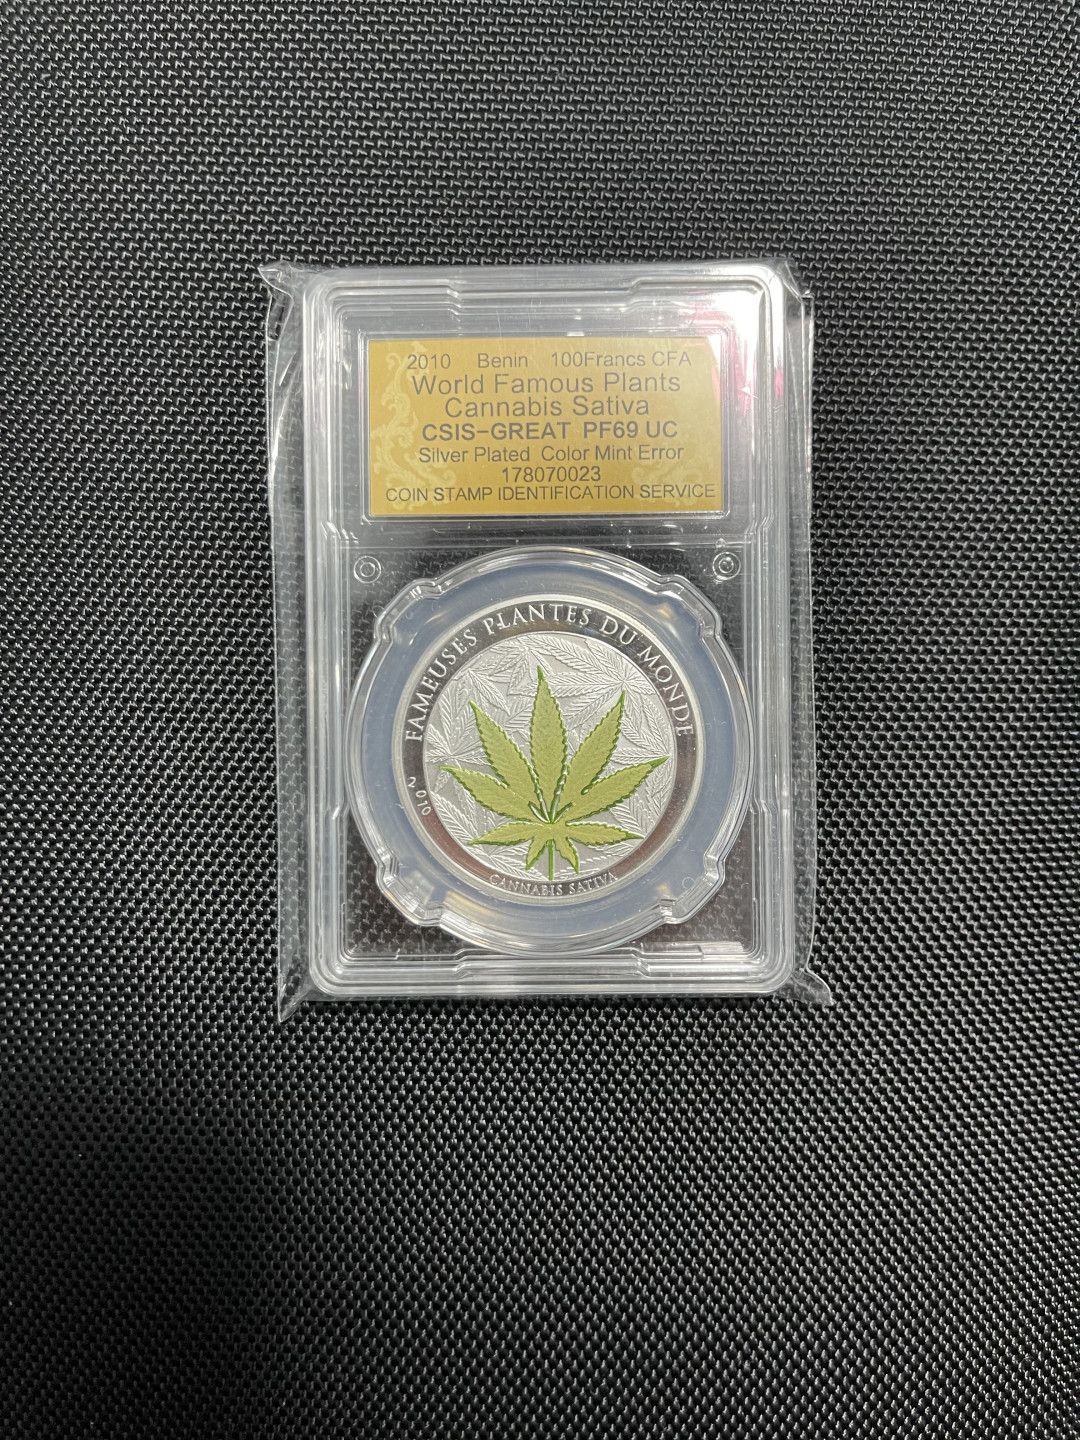 2010 Benin 100Francs CFA
World Famous Plants
Cannabis Sativa
CSIS-GREAT PF69 UC
Silver Plated Color Mint Error
178070023
COIN STAMP IDENTIFICATION SERVICE
FAMEUSES PLANTES DU MONDE
2010
CANNABIS SATIVA